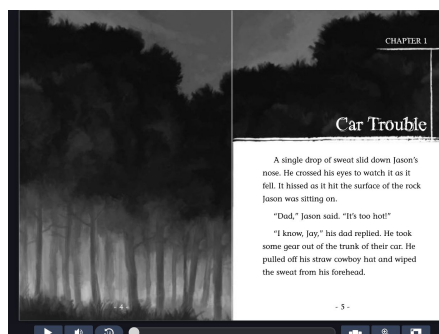 CHAPTER 1
Car Trouble
A single drop of sweat slid down Jason's
nose. He crossed his eyes to watch it as it
fell. It hissed as it hit the surface of the rock
Jason was sitting on.
"Dad," Jason said. "It's too hot!"
"I know, Jay," his dad replied. He took
some gear out of the trunk of their car. He
pulled off his straw cowboy hat and wiped
the sweat from his forehead.
- 4 -
- 5 -